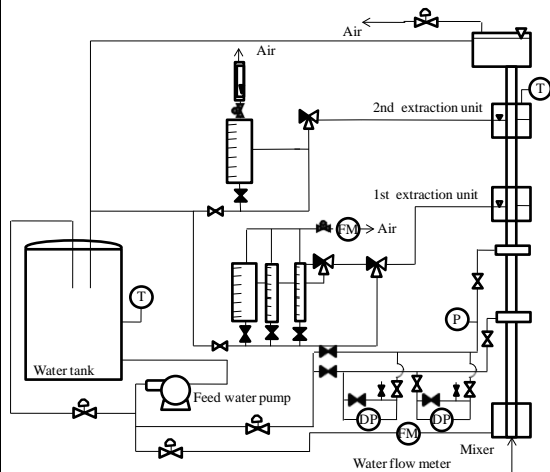 Air
Air
2nd extraction unit
T
1st extraction unit
FM
Air
T
P
Water tank
Feed water pump
DP
DP
FM
Mixer
Water flow meter